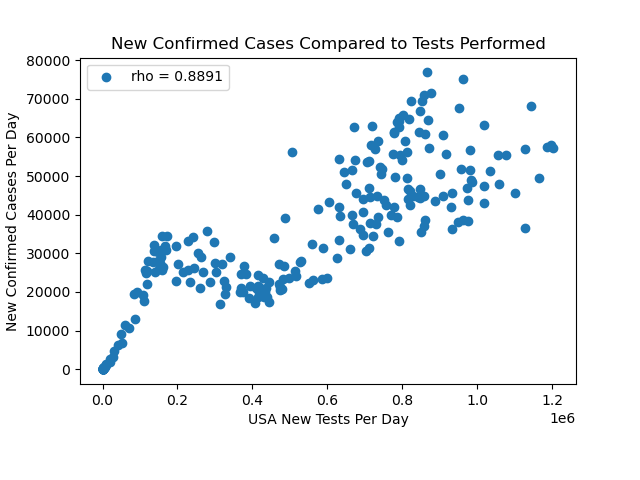 New Confirmed Cases Compared to Tests Performed
rho = 0.8891
New Confirmed Caeses Per Day
80000
70000
60000
50000
40000
30000
20000
10000
0
0.0 0.2 0.4 0.6 0.8 1.0 1.2
1e6
USA New Tests Per Day